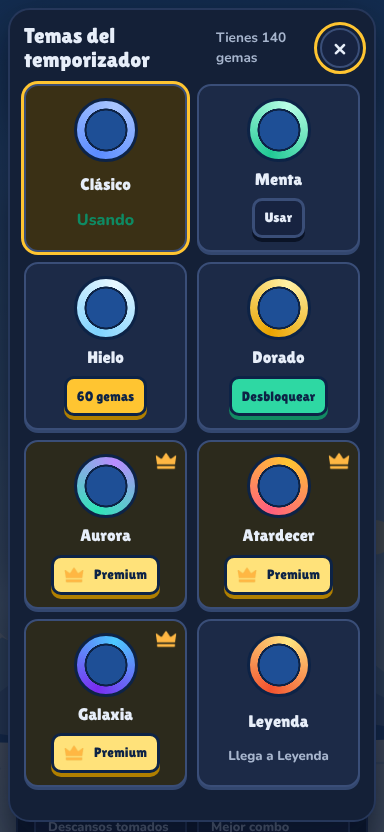 Temas del
temporizador
Tienes 140
gemas
Clásico
Usando
Menta
Usar
Hielo
60 gemas
Dorado
Desbloquear
Aurora
Premium
Atardecer
Premium
Galaxia
Premium
Leyenda
Llega a Leyenda
Descansos tomados
Mejor combo